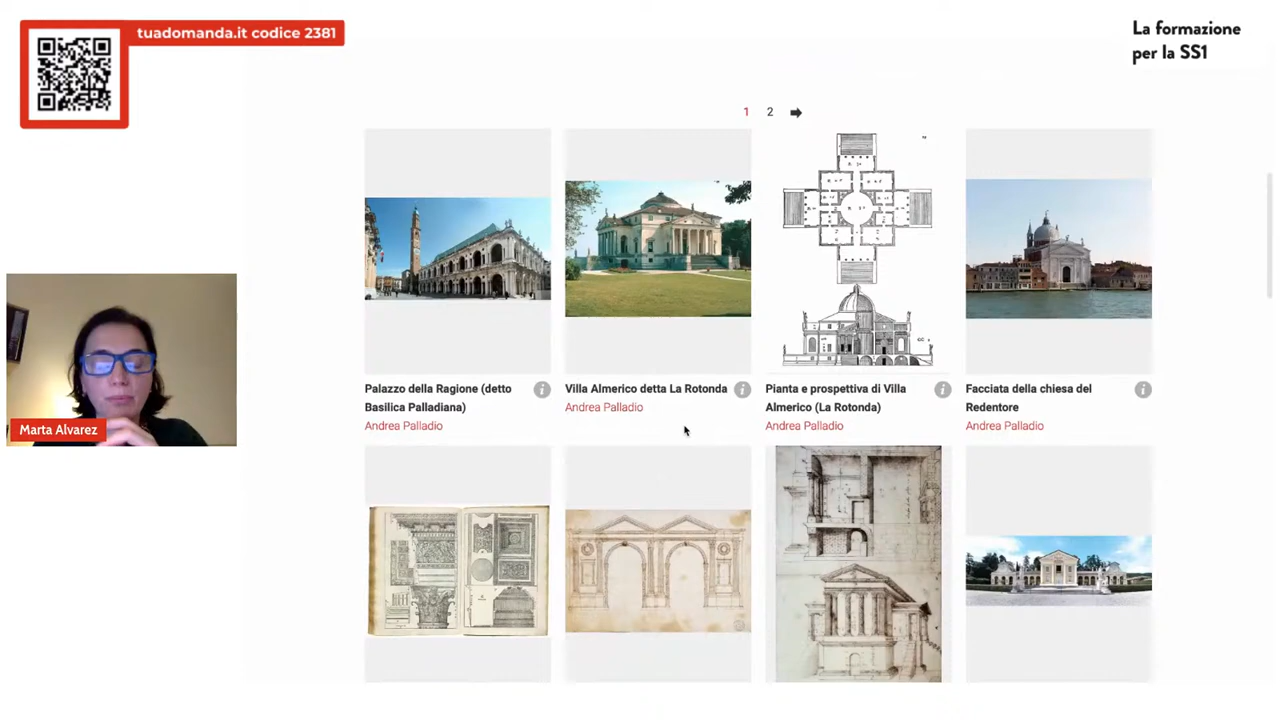 tuadomanda.it codice 2381
La formazione
per la SS1
1 2
Palazzo della Ragione (detto
Basilica Palladiana)
Andrea Palladio
Villa Almerico detta La Rotonda
Andrea Palladio
Pianta e prospettiva di Villa
Almerico (La Rotonda)
Andrea Palladio
Facciata della chiesa del
Redentore
Andrea Palladio
Marta Alvarez